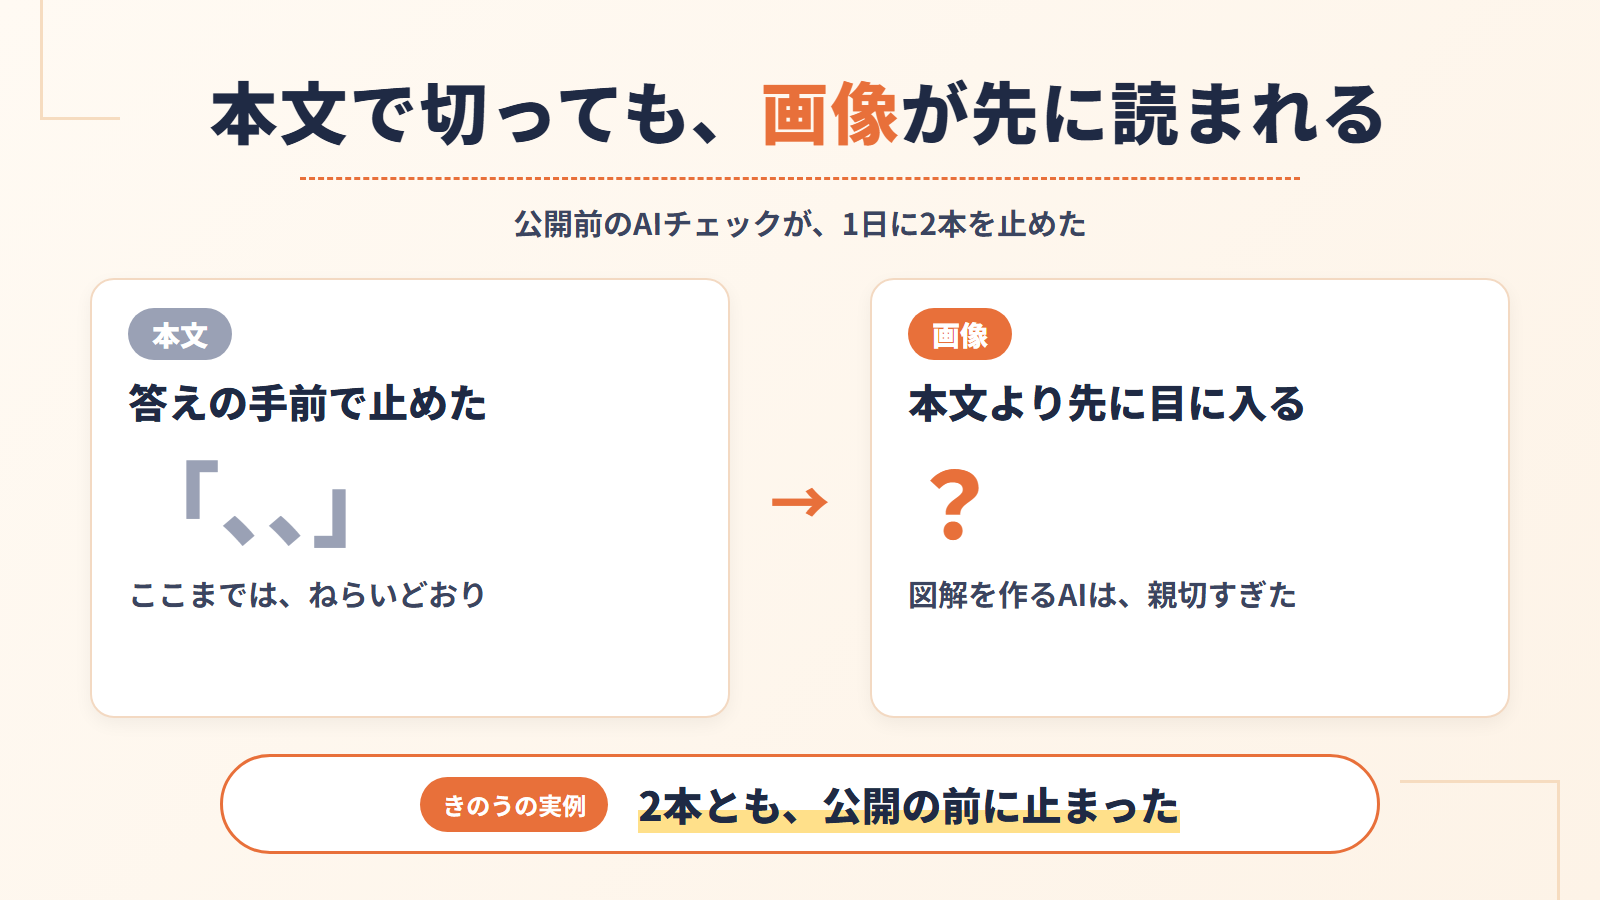 本文で切っても、画像が先に読まれる
公開前のAIチェックが、1日に2本を止めた
本文
答えの手前で止めた
「、、」
ここまでは、ねらいどおり
→
画像
本文より先に目に入る
?
図解を作るAIは、親切すぎた
きのうの実例
2本とも、公開の前に止まった